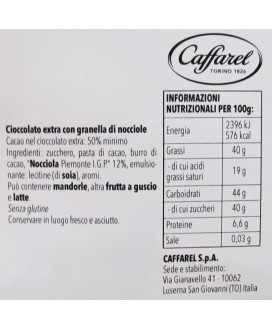 Caffarel
TORINO 1826
Cioccolato extra con granella di nocciole
Cacao nel cioccolato extra: 50% minimo
Ingredienti: zucchero, pasta di cacao, burro di
cacao, "Nocciola Piemonte I.G.P." 12%, emulsio-
nante: lecitine (di soia), aromi.
Può contenere mandorle, altra frutta a guscio
e latte.
Senza glutine
Conservare in luogo fresco e asciutto.
INFORMAZIONI
NUTRIZIONALI PER 100g:
Energia 2396 kJ
576 kcal
Grassi 40 g
- di cui acidi
grassi saturi 19 g
Carboidrati 44 g
- di cui zuccheri 40 g
Proteine 6,6 g
Sale 0,03 g
CAFFAREL S.p.A.
Sede e stabilimento:
Via Gianavello 41 - 10062
Luserna San Giovanni (TO) Italia